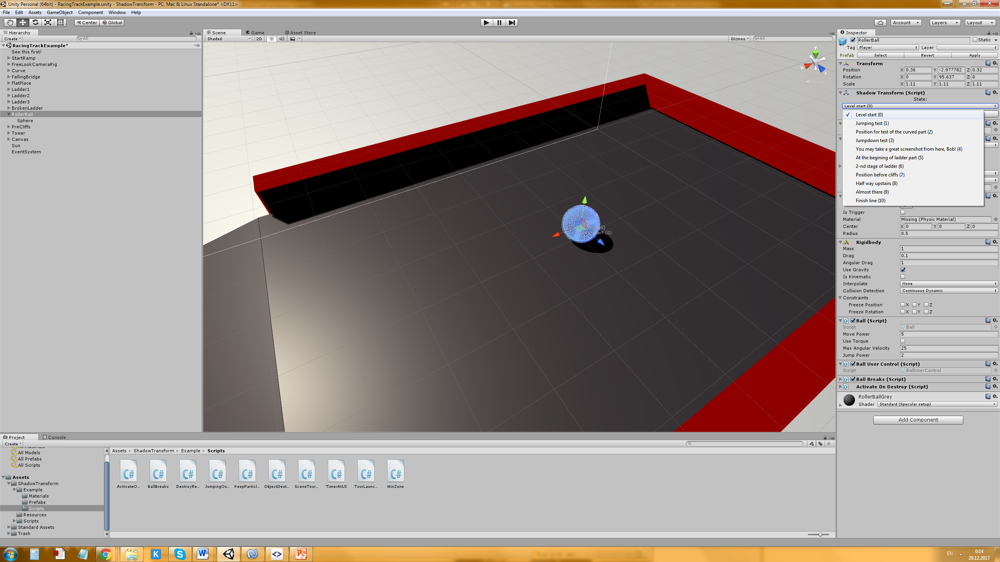 Unity Personal (64bit) - RacingTrackExample.unity - ShadowTransform - PC, Mac & Linux Standalone* <DX11>
File Edit Assets GameObject Component Window Help
Center Global Account Layers Layout
Hierarchy
Create All
RacingTrackExample*
See this first!
StartRamp
FreeLookCameraRig
Curve
FallingBridge
FlatPlace
Ladder1
Ladder2
Ladder3
BrokenLadder
RollerBall
Sphere
PreCliffs
Tower
Canvas
Sun
EventSystem
Scene Game Asset Store
Shaded 2D Gizmos All
y
x
z
Persp
all]
art (0)
Inspector
RollerBall Static
Tag Player Layer
Prefab Select Revert Apply
Transform
Position X 0.36 Y -2.977782 Z 0.32
Rotation X 0 Y 95.637 Z 0
Scale X 1.11 Y 1.11 Z 1.11
Shadow Transform (Script)
State:
Level start (0)
Level start (0)
Jumping test (1)
Position for test of the curved part (2)
Jumpdown test (3)
You may take a great screenshot from here, Bob! (4)
At the begining of ladder part (5)
2-nd stage of ladder (6)
Position before cliffs (7)
Half way upstairs (8)
Almost there (9)
Finish line (10)
Is Trigger
Material Missing (Physic Material)
Center X 0 Y 0 Z 0
Radius 0.5
Rigidbody
Mass 1
Drag 0.1
Angular Drag 1
Use Gravity
Is Kinematic
Interpolate None
Collision Detection Continuous Dynamic
Constraints
Freeze Position X Y Z
Freeze Rotation X Y Z
Ball (Script)
Script Ball
Move Power 5
Use Torque
Max Angular Velocity 25
Jump Power 2
Ball User Control (Script)
Script BallUserControl
Ball Breaks (Script)
Activate On Destroy (Script)
RollerBallGrey
Shader Standard (Specular setup)
Add Component
Project Console
Create
All Materials
All Models
All Prefabs
All Scripts
Assets
ShadowTransform
Example
Materials
Prefabs
Scripts
Resources
Scripts
Standard Assets
Trash
Assets ShadowTransform Example Scripts
C# C# C# C# C# C# C# C# C# C#
ActivateO... BallBreaks DestroyRe... JumpingOu... KeepParticl... ObjectDest... SceneTour... TimerAtUI TourLaunc... WinZone
EN 0:14
29.12.2017